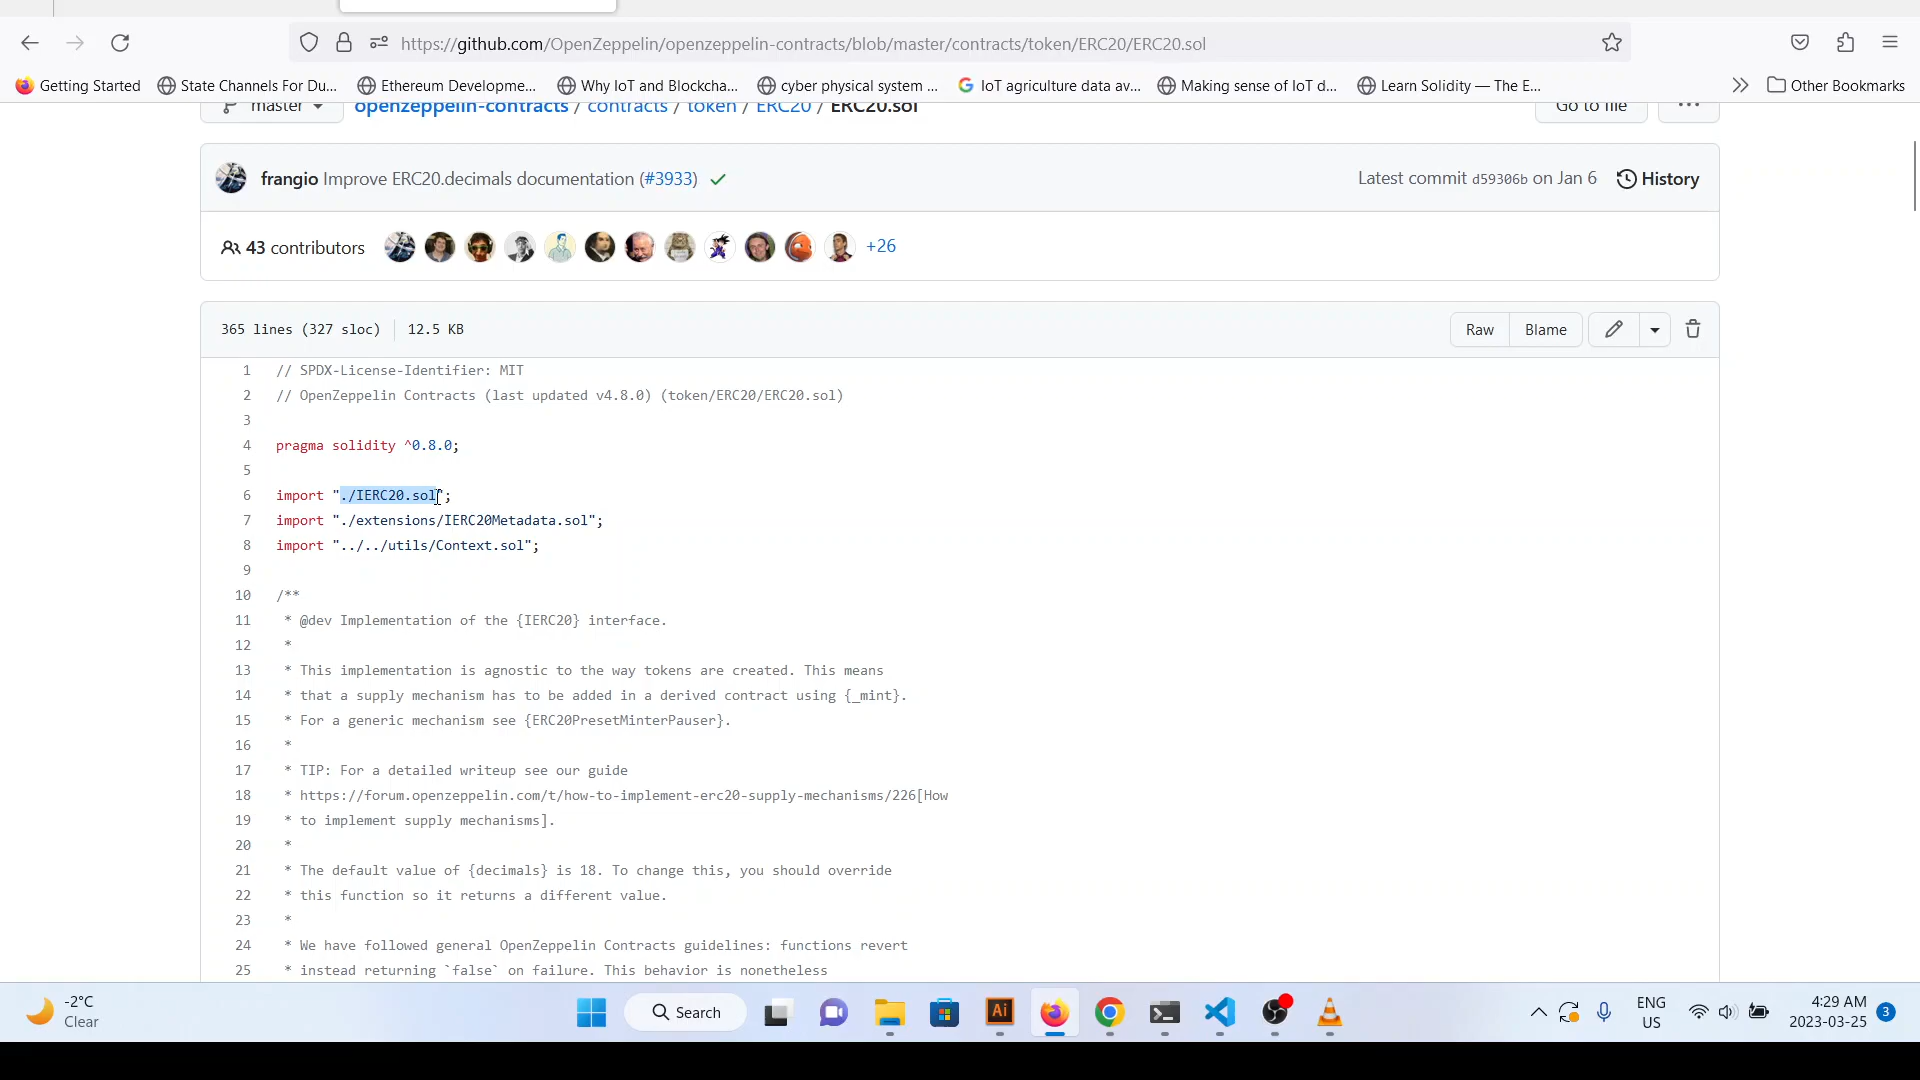 https://github.com/OpenZeppelin/openzeppelin-contracts/blob/master/contracts/token/ERC20/ERC20.sol
Getting Started State Channels For Du... Ethereum Developme... Why IoT and Blockcha... cyber physical system ... IoT agriculture data av... Making sense of IoT d... Learn Solidity — The E... Other Bookmarks
master openzeppelin-contracts / contracts / token / ERC20 / ERC20.sol Go to file ...
frangio Improve ERC20.decimals documentation (#3933) Latest commit d59306b on Jan 6 History
43 contributors +26
365 lines (327 sloc) 12.5 KB Raw Blame
1 // SPDX-License-Identifier: MIT
2 // OpenZeppelin Contracts (last updated v4.8.0) (token/ERC20/ERC20.sol)
3
4 pragma solidity ^0.8.0;
5
6 import "./IERC20.sol";
7 import "./extensions/IERC20Metadata.sol";
8 import "../../utils/Context.sol";
9
10 /**
11 * @dev Implementation of the {IERC20} interface.
12 *
13 * This implementation is agnostic to the way tokens are created. This means
14 * that a supply mechanism has to be added in a derived contract using {_mint}.
15 * For a generic mechanism see {ERC20PresetMinterPauser}.
16 *
17 * TIP: For a detailed writeup see our guide
18 * https://forum.openzeppelin.com/t/how-to-implement-erc20-supply-mechanisms/226[How
19 * to implement supply mechanisms].
20 *
21 * The default value of {decimals} is 18. To change this, you should override
22 * this function so it returns a different value.
23 *
24 * We have followed general OpenZeppelin Contracts guidelines: functions revert
25 * instead returning `false` on failure. This behavior is nonetheless
-2°C
Clear
Search
Ai
ENG
US
4:29 AM
2023-03-25
3